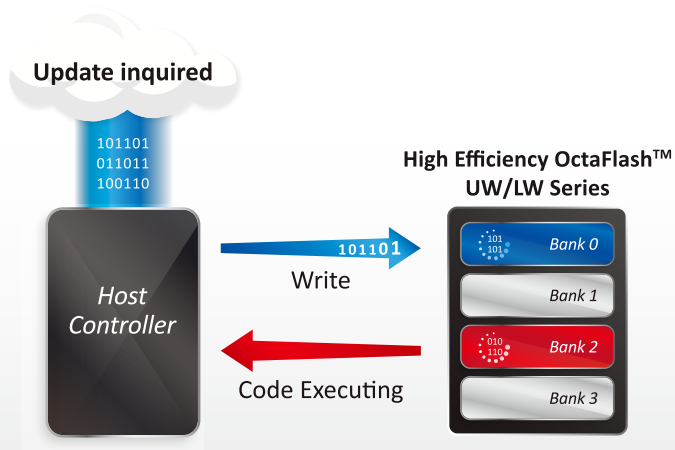 Update inquired
101101
011011
100110
High Efficiency OctaFlash™
UW/LW Series
Host
Controller
101101
Write
Code Executing
101
101
Bank 0
Bank 1
010
110
Bank 2
Bank 3